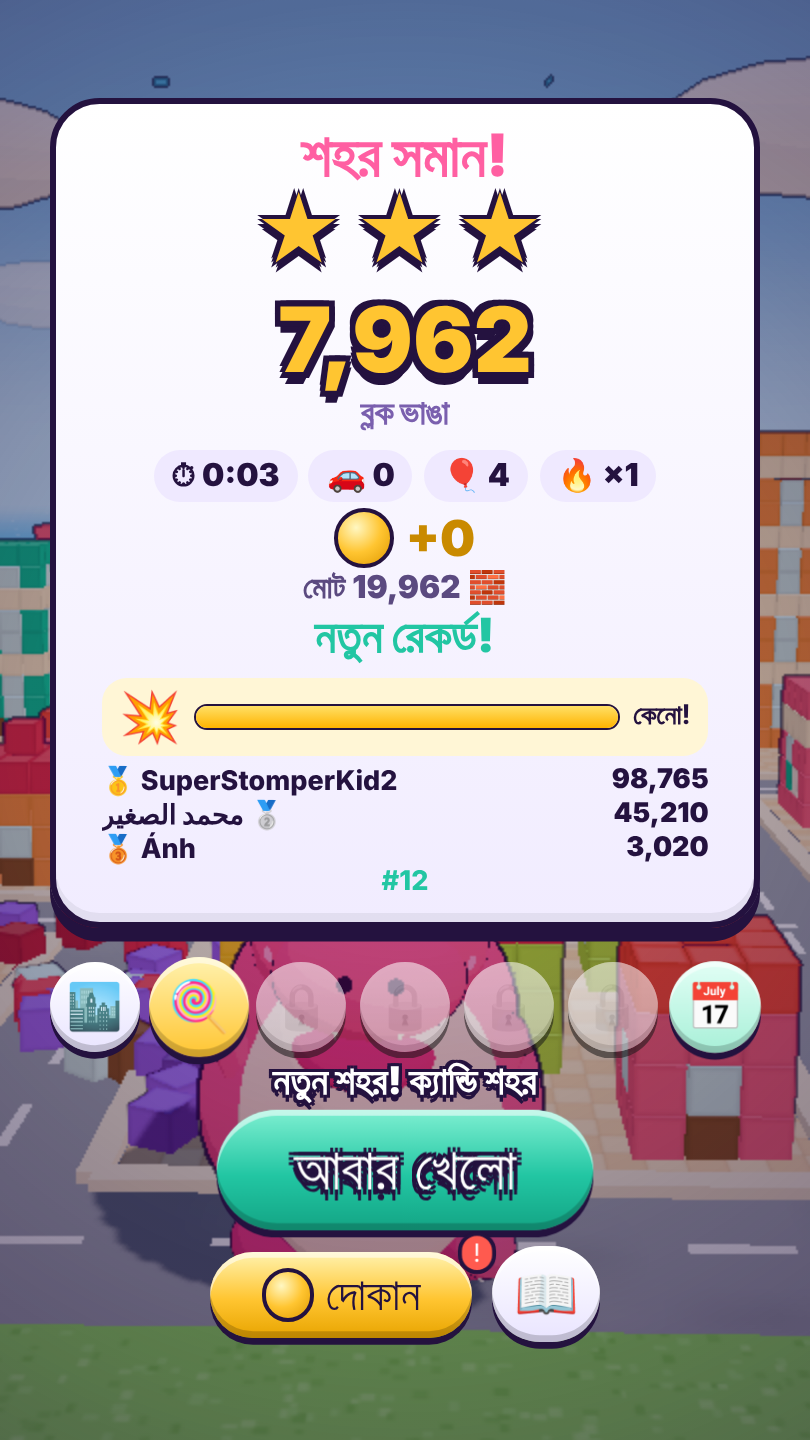 শহর সমান!
7,962
ব্লক ভাঙা
⏱ 0:03 🚗 0 🎈 4 🔥 ×1
+0
মোট 19,962 🧱
নতুন রেকর্ড!
💥 কেনো!
🥇 SuperStomperKid2 98,765
🥈 محمد الصغير 45,210
🥉 Ánh 3,020
#12
July 17
নতুন শহর! ক্যান্ডি শহর
আবার খেলো
!
দোকান